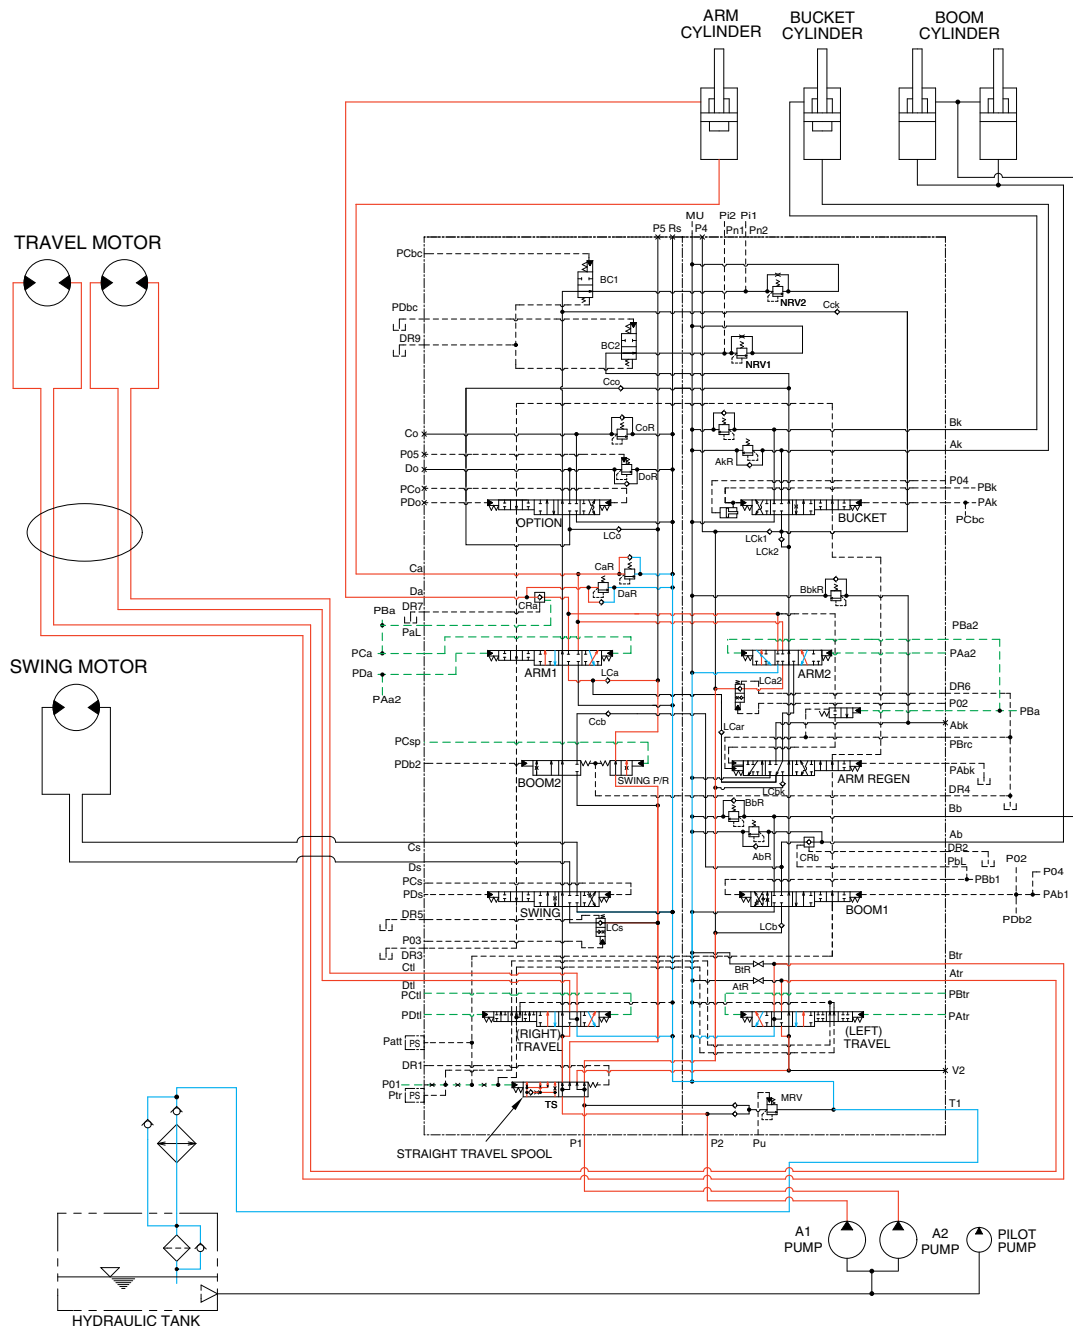 ARM
CYLINDER
BUCKET
CYLINDER
BOOM
CYLINDER
TRAVEL MOTOR
SWING MOTOR
MU
Pi2
Pi1
P5 Rs
P4
Pn1
Pn2
PCbc
BC1
NRV2
Cck
PDbc
DR9
BC2
NRV1
Cco
Co
CoR
P05
Do
DoR
AkR
PCo
PDo
OPTION
BUCKET
LCo
LCk1
LCk2
Bk
Ak
P04
PBk
PAk
PCbc
Ca
CaR
Da
DaR
CRa
DR7
PBa
PaL
PCa
PDa
PAa2
BbkR
PBa2
PAa2
ARM1
LCa
ARM2
LCa2
DR6
P02
PBa
Abk
Ccb
LCar
PCsp
PDb2
BOOM2
SWING P/R
PBrc
ARM REGEN
PAbk
LCbk
DR4
Bb
BbR
AbR
CRb
Ab
DR2
PbL
P02
P04
PBb1
PAb1
PDb2
Cs
Ds
PCs
PDs
SWING
BOOM1
DR5
LCs
LCb
P03
DR3
Ctl
Dtl
PCtl
PDtl
BtR
AtR
Btr
Atr
PBtr
PAtr
(RIGHT)
TRAVEL
(LEFT)
TRAVEL
Patt
PS
DR1
P01
Ptr
PS
TS
V2
MRV
T1
STRAIGHT TRAVEL SPOOL
P1
P2
Pu
A1
PUMP
A2
PUMP
PILOT
PUMP
HYDRAULIC TANK